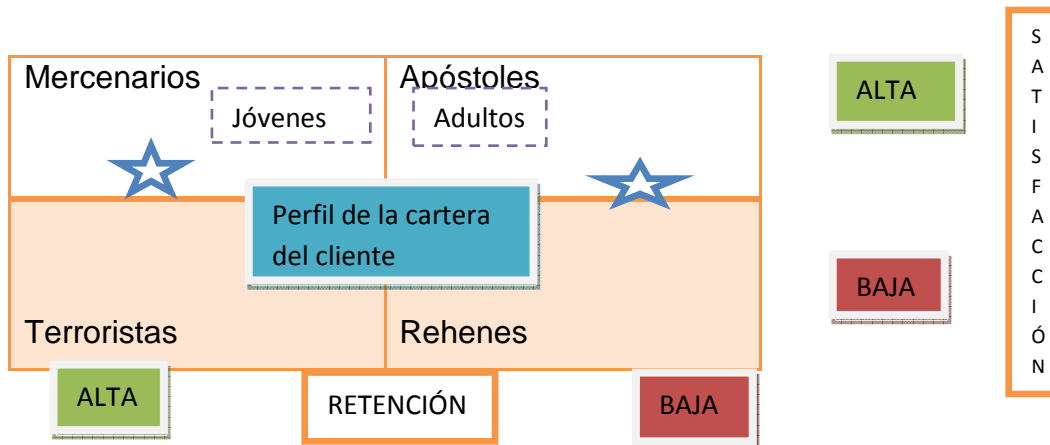 Mercenarios
Apóstoles
Jóvenes
Adultos
Perfil de la cartera
del cliente
Terroristas
Rehenes
ALTA
RETENCIÓN
BAJA
ALTA
BAJA
S
A
T
I
S
F
A
C
C
I
Ó
N